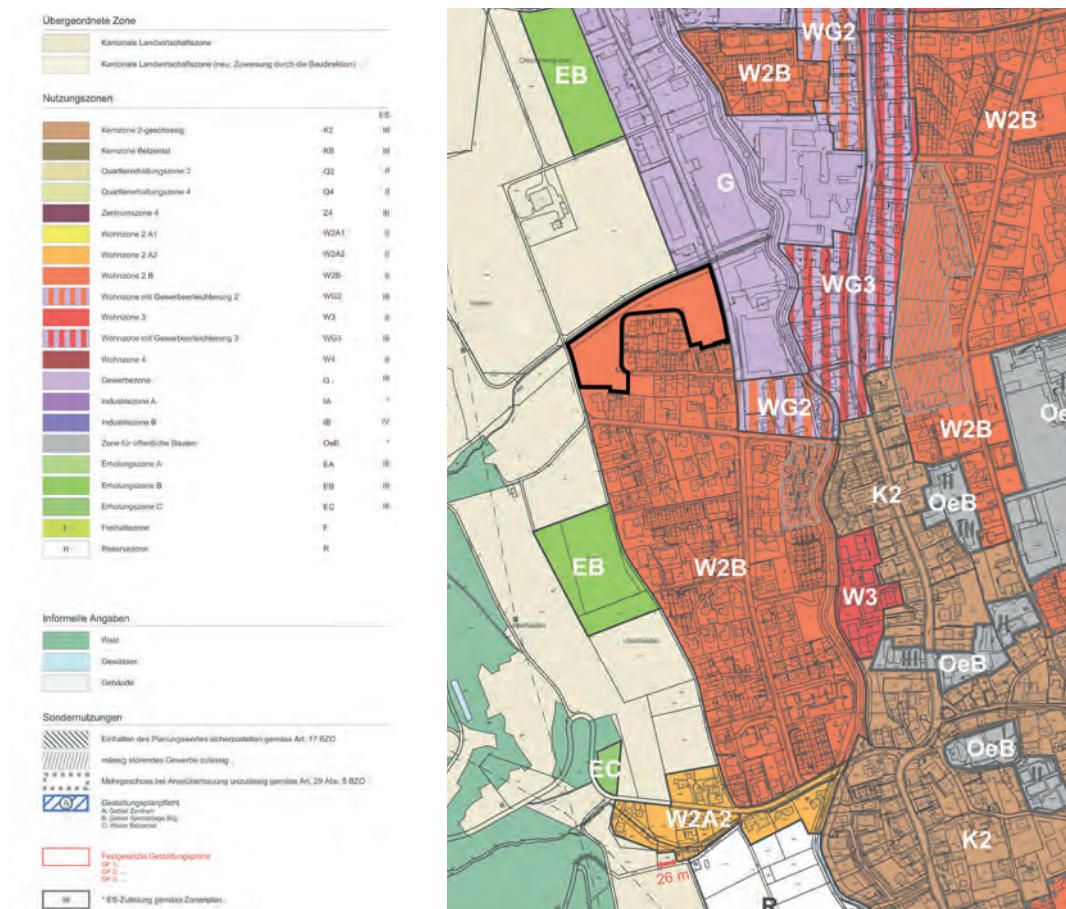 Übergeordnete Zone
Kantonale Landwirtschaftszone
Kantonale Landwirtschaftszone (neu: Zuweisung durch die Baudirektion)
Nutzungszonen
ES
Kernzone 2-geschossig K2 III
Kernzone Betzental KB III
Quartiererhaltungszone 2 Q2 II
Quartiererhaltungszone 4 Q4 II
Zentrumszone 4 Z4 III
Wohnzone 2 A1 W2A1 II
Wohnzone 2 A2 W2A2 II
Wohnzone 2 B W2B II
Wohnzone mit Gewerbeerleichterung 2 WG2 III
Wohnzone 3 W3 II
Wohnzone mit Gewerbeerleichterung 3 WG3 III
Wohnzone 4 W4 II
Gewerbezone G III
Industriezone A IA *
Industriezone B IB IV
Zone für öffentliche Bauten OeB *
Erholungszone A EA III
Erholungszone B EB III
Erholungszone C EC III
F Freihaltezone F
R Reservezone R
Informelle Angaben
Wald
Gewässer
Gebäude
Sondernutzungen
Einhalten des Planungswertes sicherzustellen gemäss Art. 17 BZO
mässig störendes Gewerbe zulässig
Mehrgeschoss bei Arealüberbauung unzulässig gemäss Art. 29 Abs. 5 BZO
A Gestaltungsplanpflicht
A: Gebiet Zentrum
B: Gebiet Sportanlage
C: Weiler Betzental
Festgesetzte Gestaltungspläne
GP 1: ...
GP 2: ...
GP 3: ...
III * ES-Zuteilung gemäss Zonenplan
WG2
EB
W2B
W2B
G
WG3
WG2
W2B
OeB
K2
OeB
EB
W2B
W3
OeB
OeB
EC
W2A2
K2
26 m
R